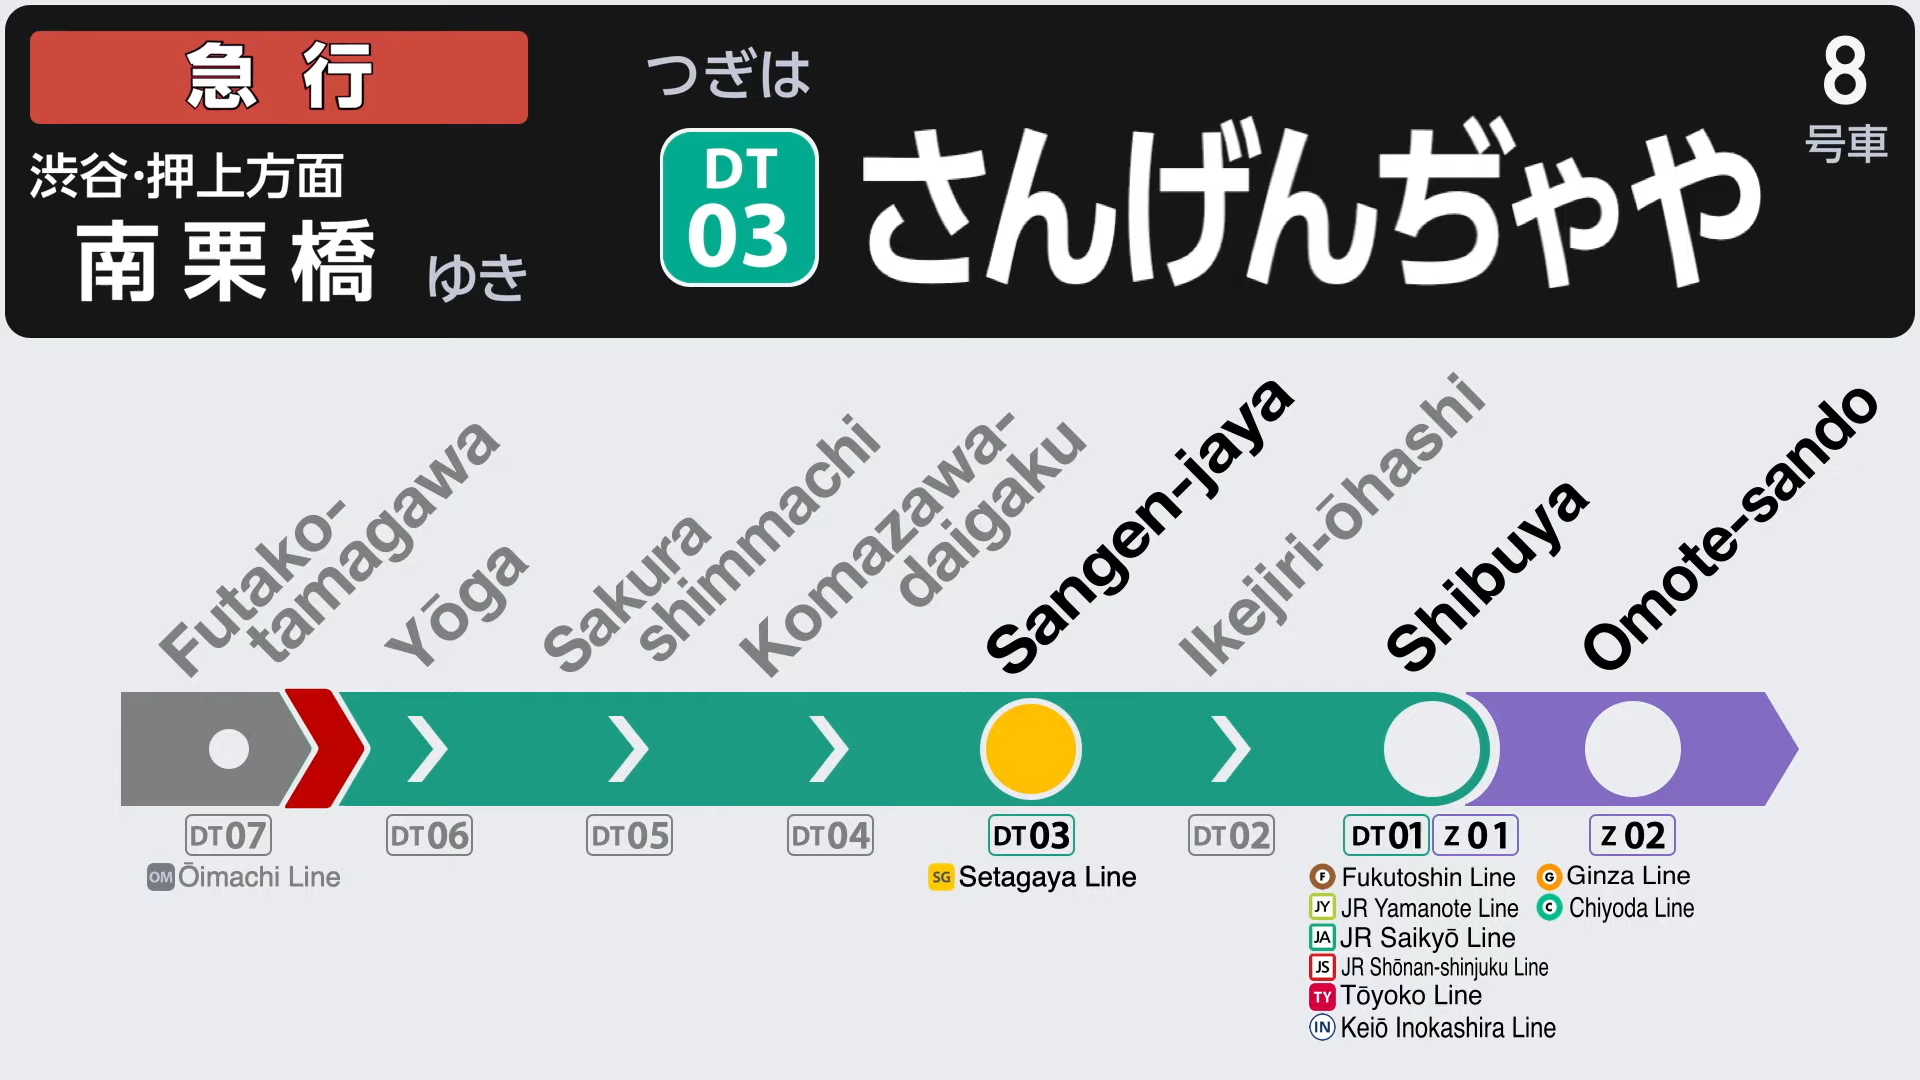 急行
渋谷・押上方面
南栗橋 ゆき
つぎは
DT
03
さんげんぢゃや
8
号車
Futako-
tamagawa
Yōga
Sakura
shimmachi
Komazawa-
daigaku
Sangen-jaya
Ikejiri-ōhashi
Shibuya
Omote-sando
DT07
DT06
DT05
DT04
DT03
DT02
DT01
Z 01
Z 02
OM Ōimachi Line
SG Setagaya Line
F Fukutoshin Line
JY JR Yamanote Line
JA JR Saikyō Line
JS JR Shōnan-shinjuku Line
TY Tōyoko Line
IN Keiō Inokashira Line
G Ginza Line
C Chiyoda Line